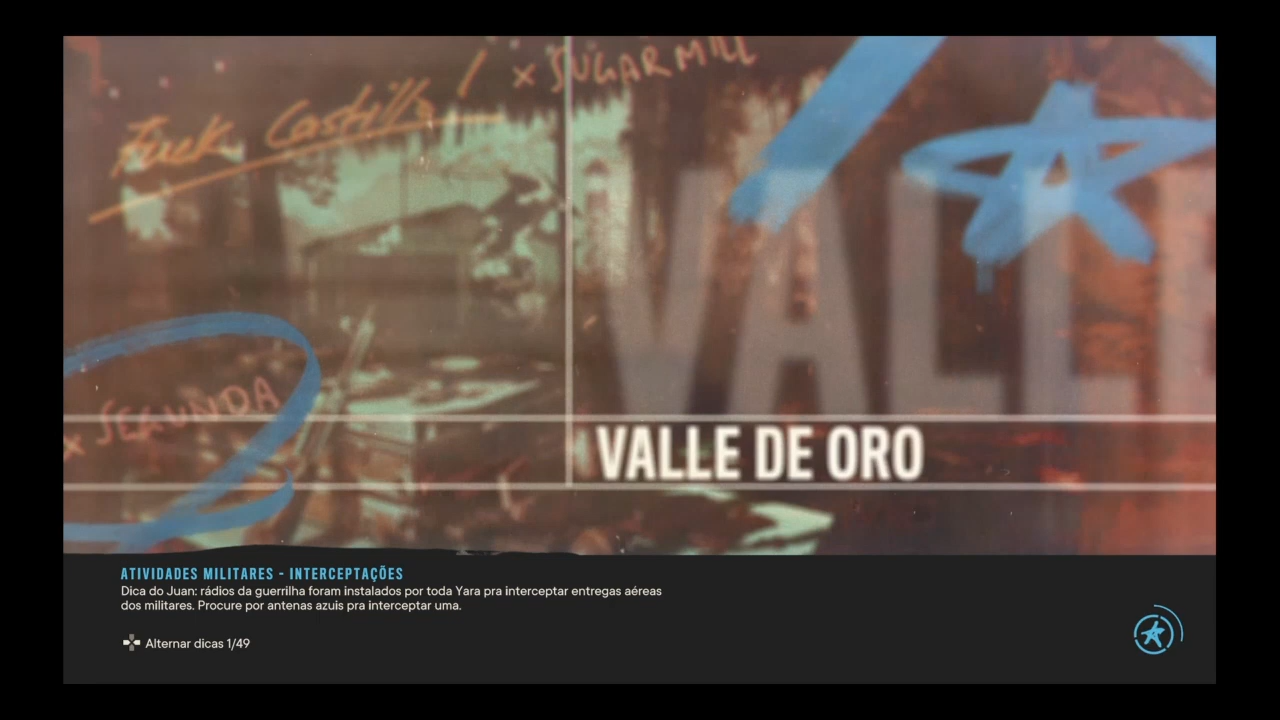 Fuck Castillo!
x SUGAR MILL
VALLE
x SEGUNDA
VALLE DE ORO
ATIVIDADES MILITARES - INTERCEPTAÇÕES
Dica do Juan: rádios da guerrilha foram instalados por toda Yara pra interceptar entregas aéreas
dos militares. Procure por antenas azuis pra interceptar uma.
Alternar dicas 1/49